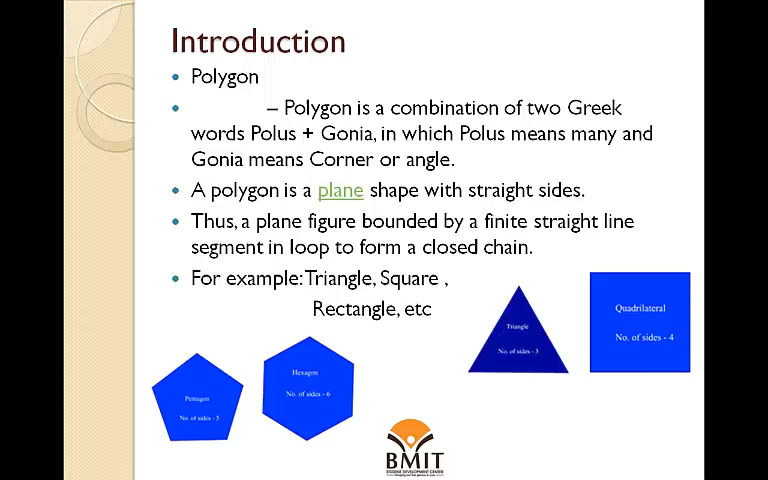 Introduction
Polygon
– Polygon is a combination of two Greek
words Polus + Gonia, in which Polus means many and
Gonia means Corner or angle.
A polygon is a plane shape with straight sides.
Thus, a plane figure bounded by a finite straight line
segment in loop to form a closed chain.
For example: Triangle, Square ,
Rectangle, etc
Triangle
No. of sides - 3
Quadrilateral
No. of sides - 4
Pentagon
No. of sides - 5
Hexagon
No. of sides - 6
BMIT
STUDENT DEVELOPMENT CENTER